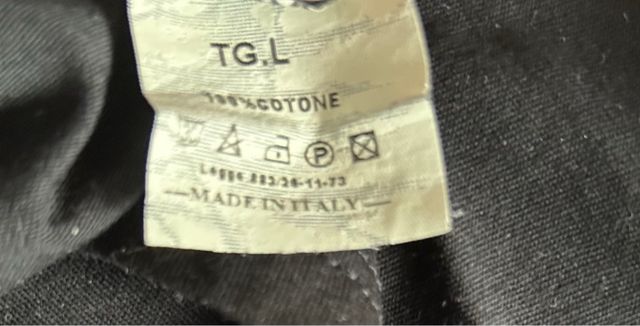 TG.L
100%COTONE
P
Legge 883/26-11-73
—MADE IN ITALY—